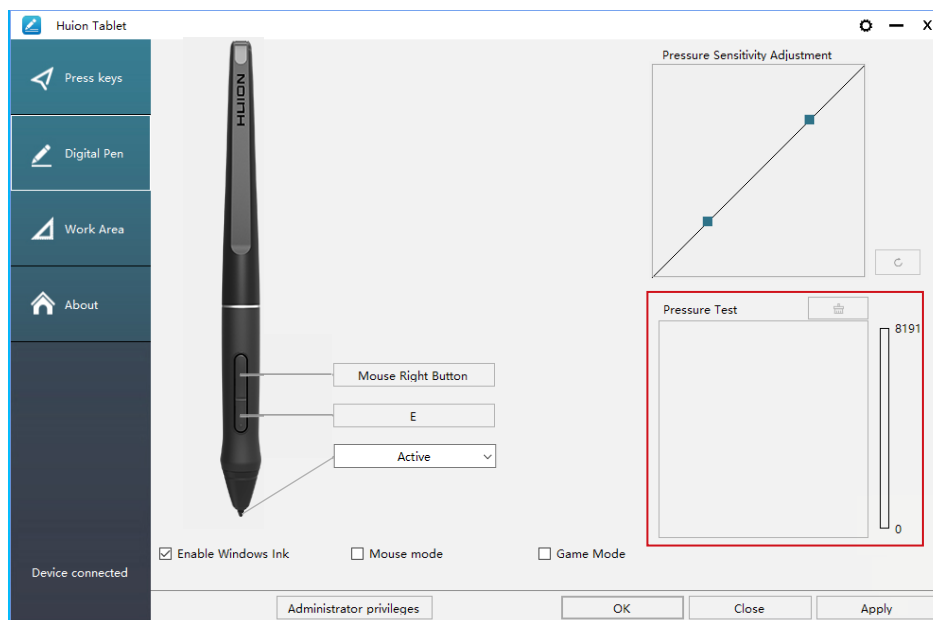 Huion Tablet
X
Press keys
Digital Pen
Work Area
About
Device connected
HUION
Mouse Right Button
E
Active
Pressure Sensitivity Adjustment
Pressure Test
8191
0
Enable Windows Ink
Mouse mode
Game Mode
Administrator privileges
OK
Close
Apply